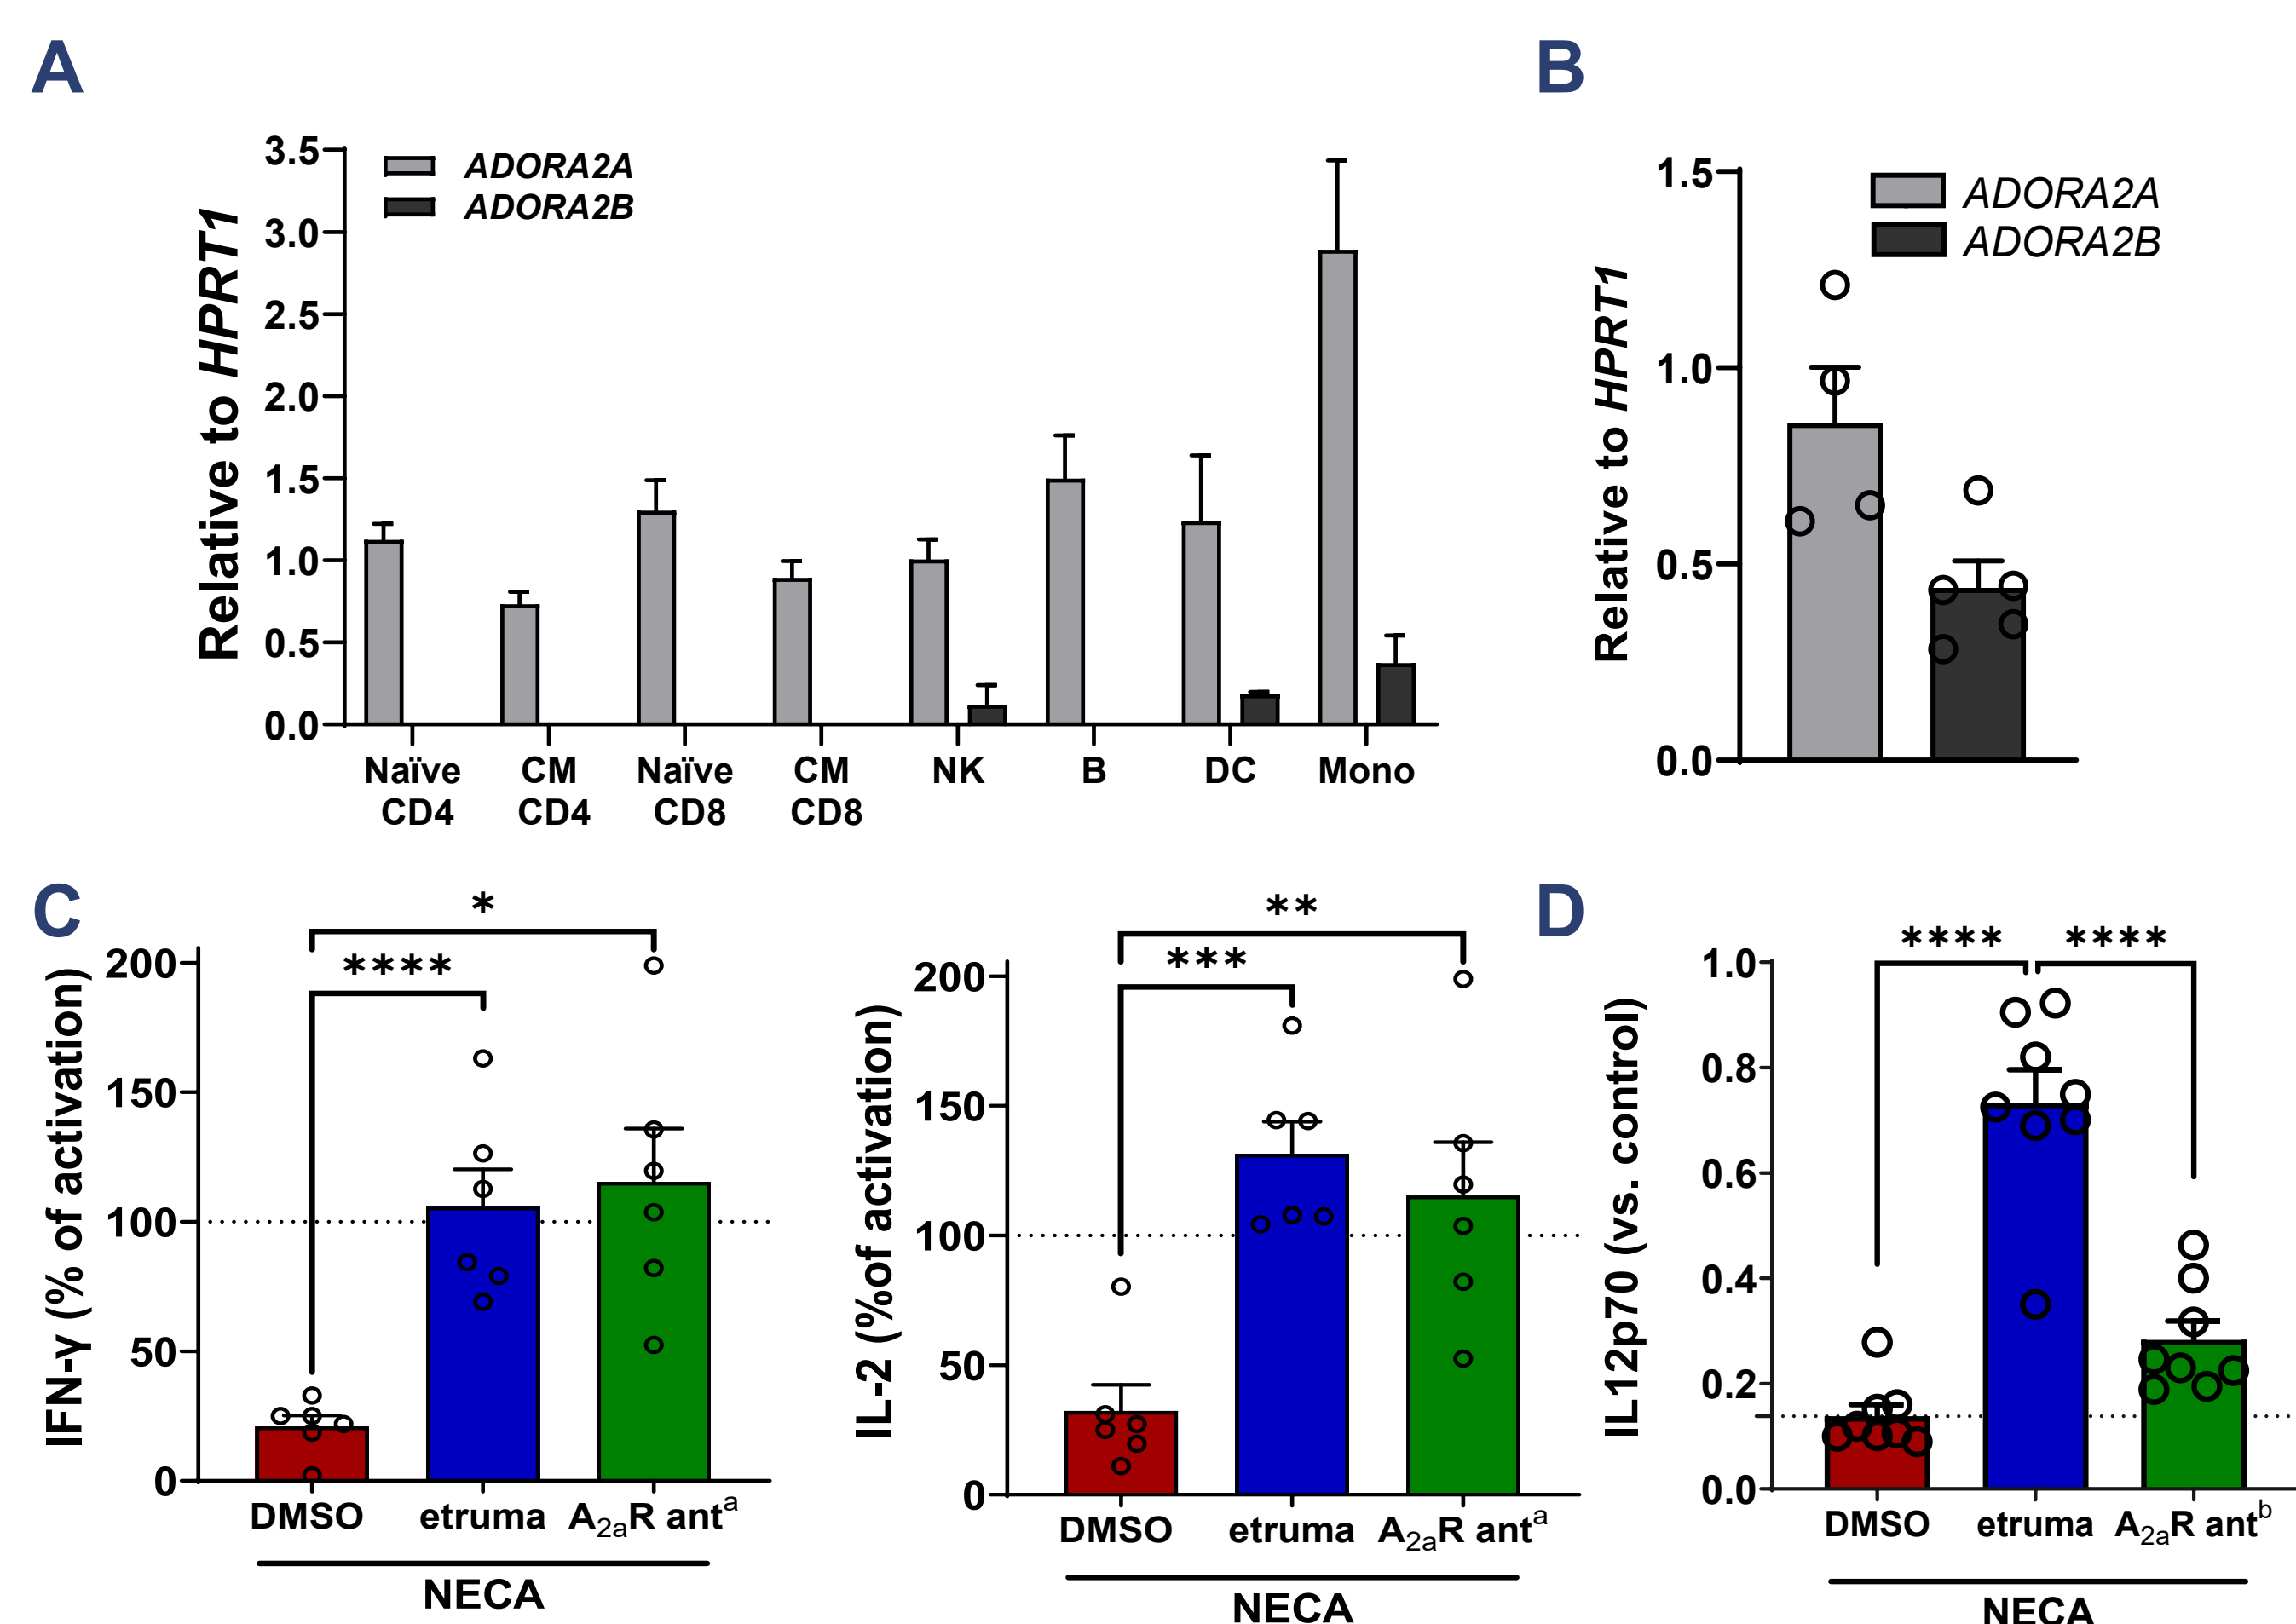 A
B
3.5
3.0
2.5
2.0
1.5
1.0
0.5
0.0
Relative to HPRT1
ADORA2A
ADORA2B
Naïve CD4
CM CD4
Naïve CD8
CM CD8
NK
B
DC
Mono
1.5
1.0
0.5
0.0
Relative to HPRT1
ADORA2A
ADORA2B
C
200
150
100
50
0
IFN-γ (% of activation)
*
****
DMSO
etruma
A2aR ant a
NECA
200
150
100
50
0
IL-2 (%of activation)
**
***
DMSO
etruma
A2aR ant a
NECA
D
1.0
0.8
0.6
0.4
0.2
0.0
IL12p70 (vs. control)
****
****
DMSO
etruma
A2aR ant b
NECA